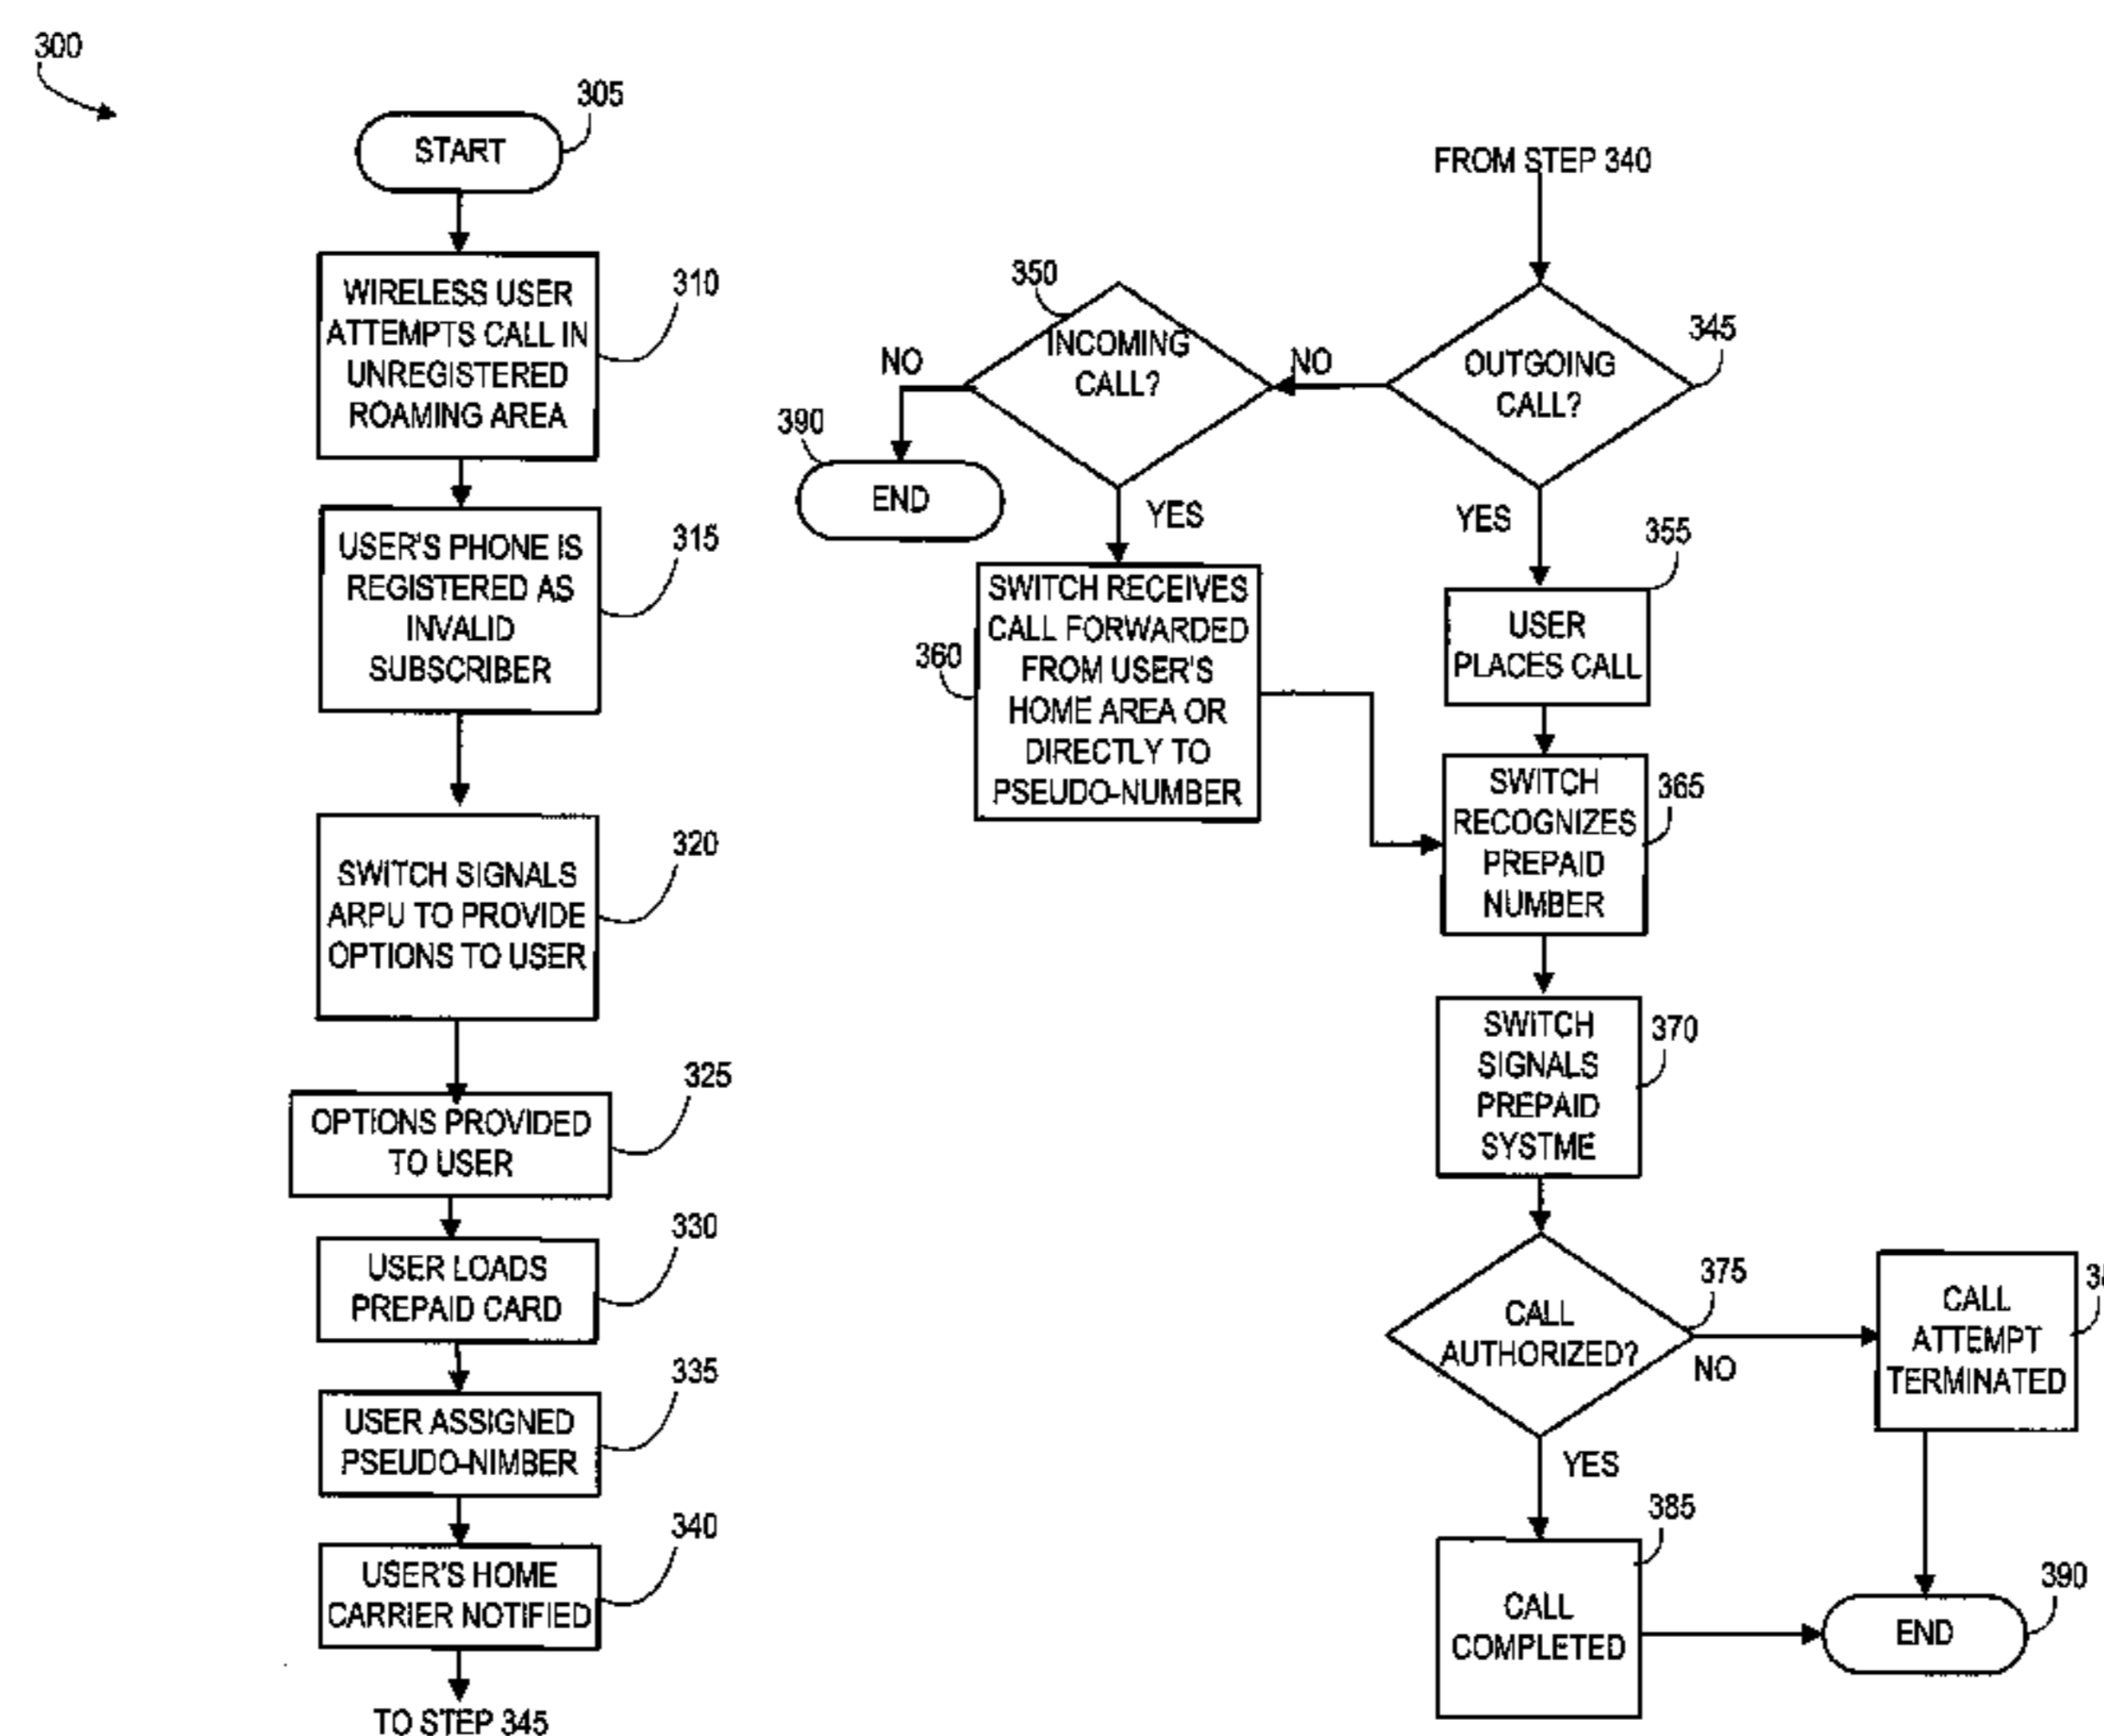 300
START
305
WIRELESS USER
ATTEMPTS CALL IN
UNREGISTERED
ROAMING AREA
310
USER'S PHONE IS
REGISTERED AS
INVALID
SUBSCRIBER
315
SWITCH SIGNALS
ARPU TO PROVIDE
OPTIONS TO USER
320
OPTIONS PROVIDED
TO USER
325
USER LOADS
PREPAID CARD
330
USER ASSIGNED
PSEUDO-NIMBER
335
USER'S HOME
CARRIER NOTIFIED
340
TO STEP 345
FROM STEP 340
OUTGOING
CALL?
345
NO
YES
INCOMING
CALL?
350
NO
YES
390
END
USER
PLACES CALL
355
SWITCH RECEIVES
CALL FORWARDED
FROM USER'S
HOME AREA OR
DIRECTLY TO
PSEUDO-NUMBER
360
SWITCH
RECOGNIZES
PREPAID
NUMBER
365
SWITCH
SIGNALS
PREPAID
SYSTME
370
CALL
AUTHORIZED?
375
NO
YES
CALL
ATTEMPT
TERMINATED
CALL
COMPLETED
385
END
390